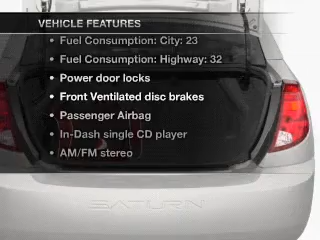 VEHICLE FEATURES
• Fuel Consumption: City: 23
• Fuel Consumption: Highway: 32
• Power door locks
• Front Ventilated disc brakes
• Passenger Airbag
• In-Dash single CD player
• AM/FM stereo
SATURN